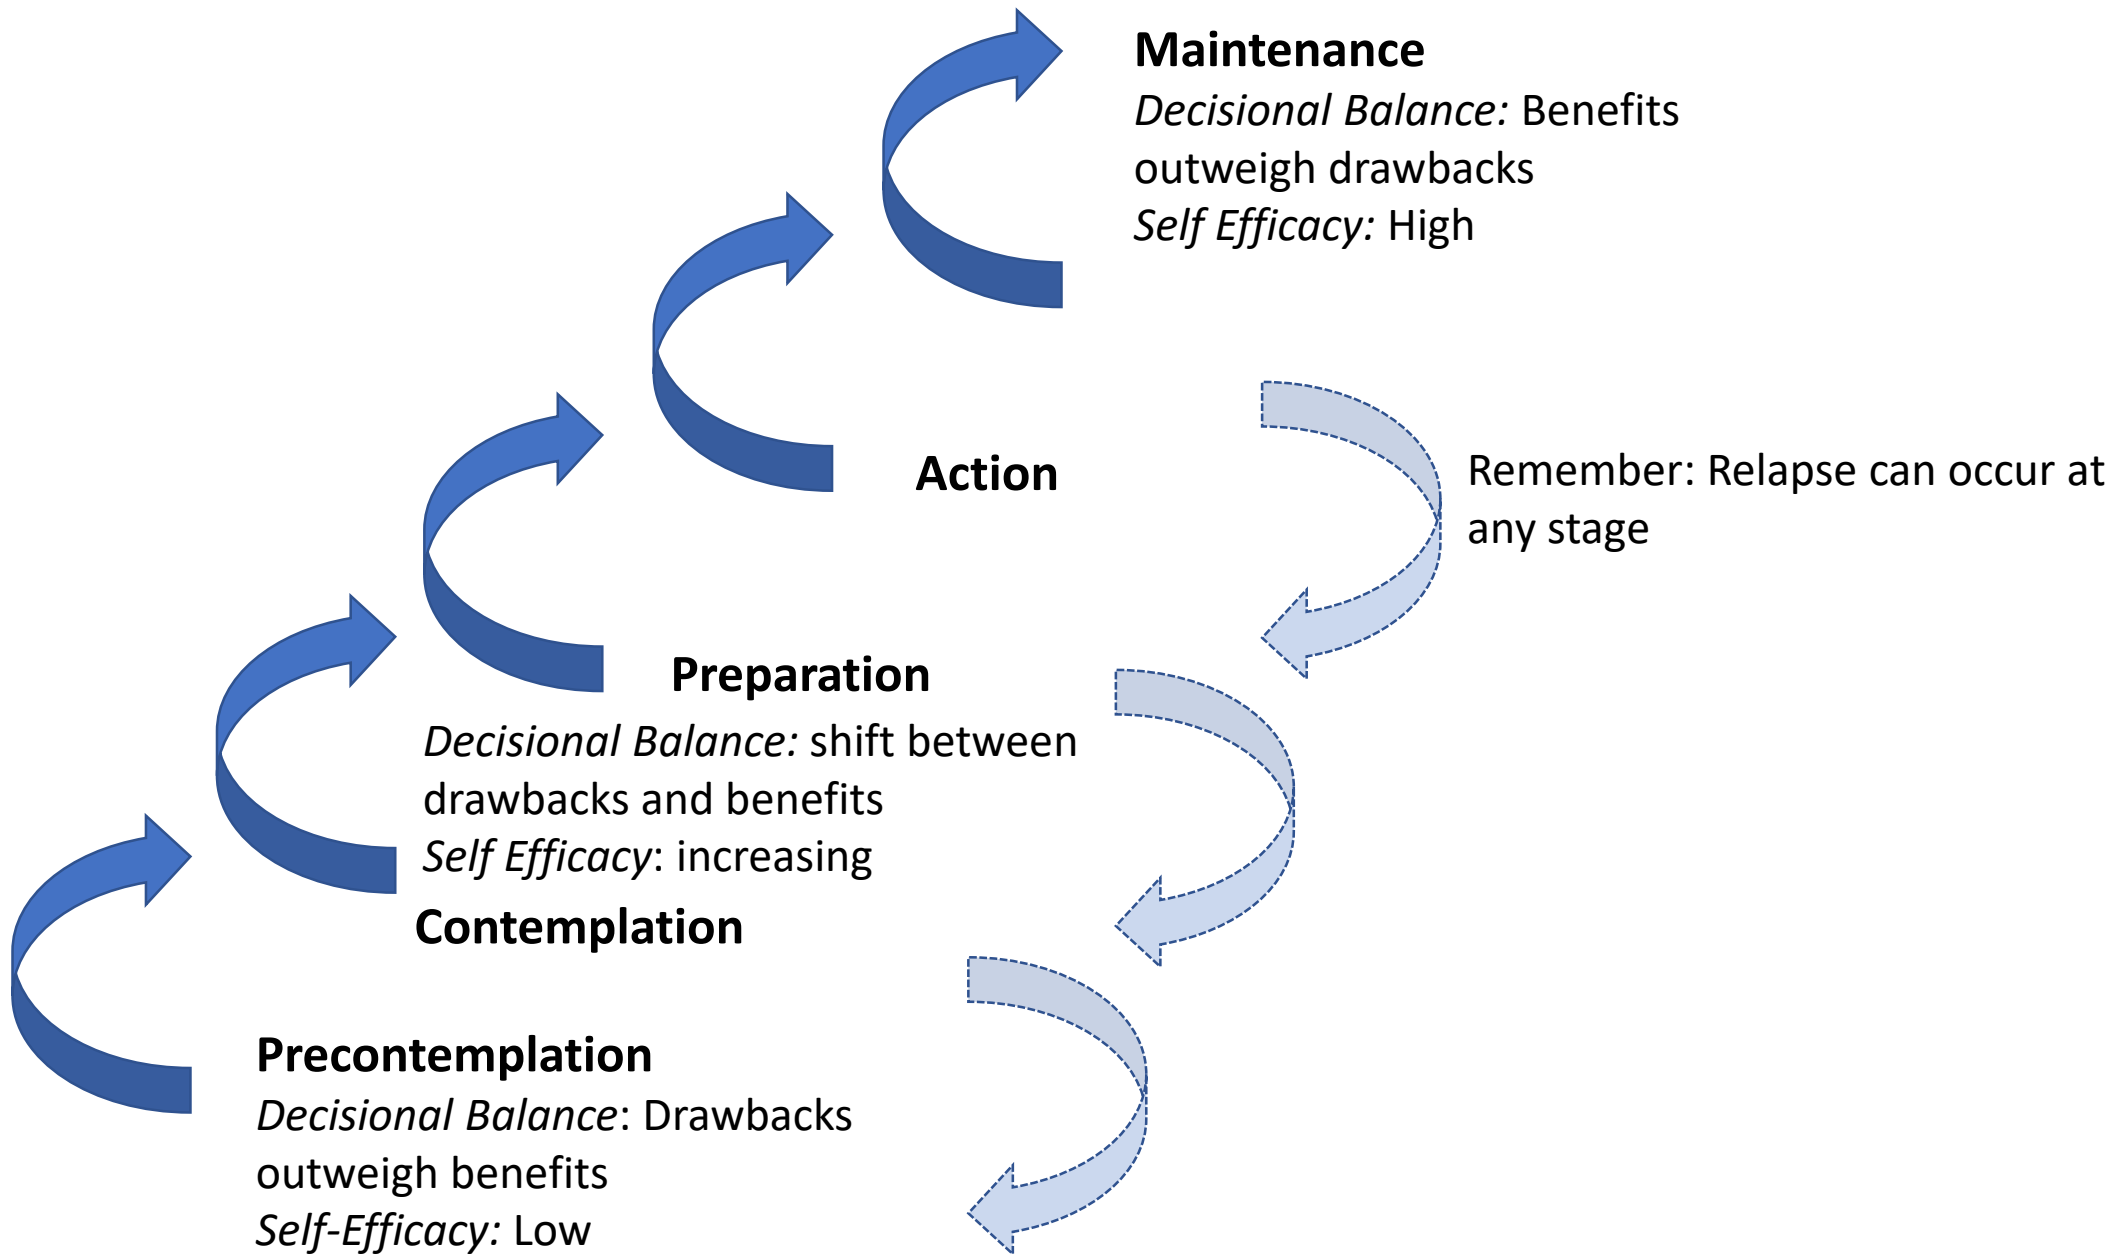 Maintenance
Decisional Balance: Benefits
outweigh drawbacks
Self Efficacy: High
Action
Remember: Relapse can occur at
any stage
Preparation
Decisional Balance: shift between
drawbacks and benefits
Self Efficacy: increasing
Contemplation
Precontemplation
Decisional Balance: Drawbacks
outweigh benefits
Self-Efficacy: Low